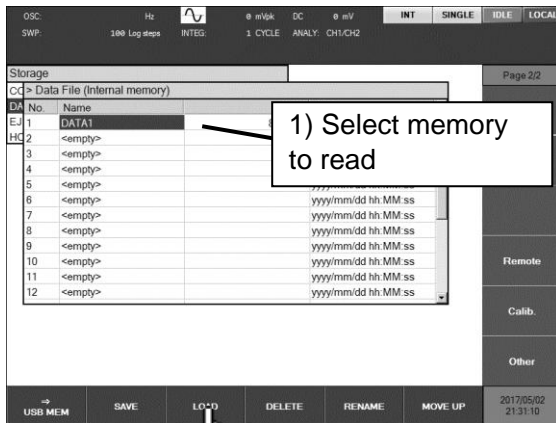 OSC: Hz 0 mVpk DC 0 mV INT SINGLE IDLE LOCAL
SWP: 100 Log steps INTEG: 1 CYCLE ANALY: CH1/CH2
Storage
Page 2/2
> Data File (Internal memory)
No. Name
1 DATA1
2 <empty>
3 <empty>
4 <empty>
5 <empty>
6 <empty> yyyy/mm/dd hh:MM:ss
7 <empty> yyyy/mm/dd hh:MM:ss
8 <empty> yyyy/mm/dd hh:MM:ss
9 <empty> yyyy/mm/dd hh:MM:ss
10 <empty> yyyy/mm/dd hh:MM:ss
11 <empty> yyyy/mm/dd hh:MM:ss
12 <empty> yyyy/mm/dd hh:MM:ss
1) Select memory
to read
Remote
Calib.
Other
⇒
USB MEM SAVE LOAD DELETE RENAME MOVE UP
2017/05/02
21:31:10